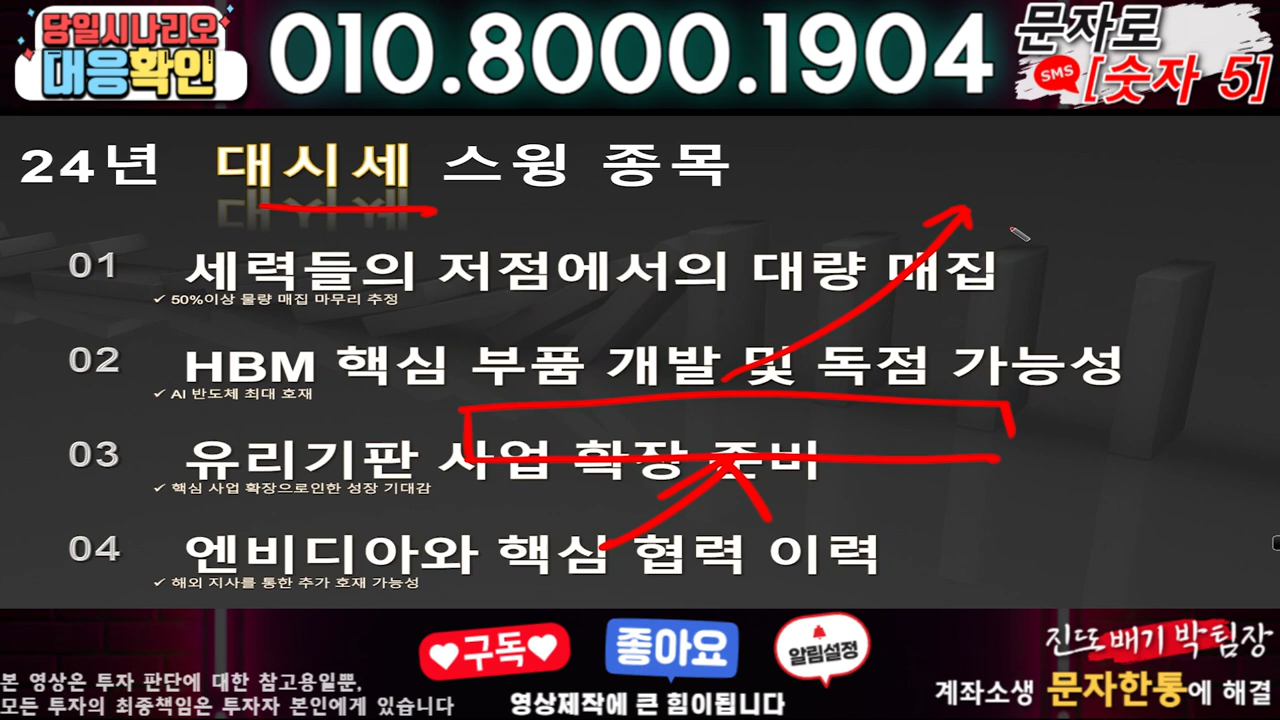 당일시나리오
대응확인
010.8000.1904
문자로
SMS [숫자 5]
24년 대시세 스윙 종목
01 세력들의 저점에서의 대량 매집
✓ 50%이상 물량 매집 마무리 추정
02 HBM 핵심 부품 개발 및 독점 가능성
✓ AI 반도체 최대 호재
03 유리기판 사업 확장 준비
✓ 핵심 사업 확장으로인한 성장 기대감
04 엔비디아와 핵심 협력 이력
✓ 해외 지사를 통한 추가 호재 가능성
구독
좋아요
알림설정
영상제작에 큰 힘이됩니다
본 영상은 투자 판단에 대한 참고용일뿐,
모든 투자의 최종책임은 투자자 본인에게 있습니다
진또배기 박팀장
계좌소생 문자한통에 해결